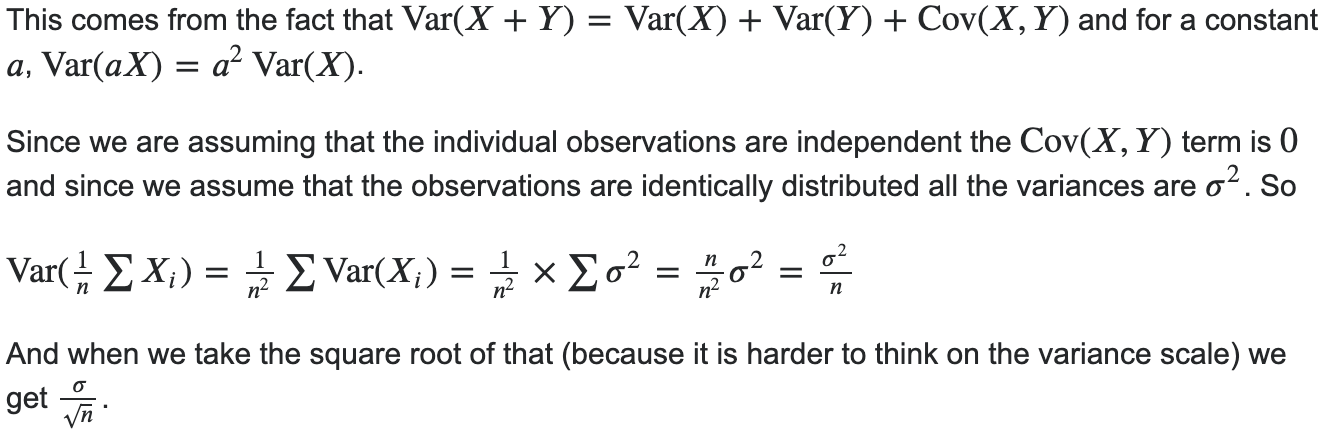 This comes from the fact that Var(X + Y) = Var(X) + Var(Y) + Cov(X, Y) and for a constant
a, Var(aX) = a² Var(X).
Since we are assuming that the individual observations are independent the Cov(X, Y) term is 0
and since we assume that the observations are identically distributed all the variances are σ². So
Var(1/n ∑ Xᵢ) = 1/n² ∑ Var(Xᵢ) = 1/n² × ∑ σ² = n/n² σ² = σ²/n
And when we take the square root of that (because it is harder to think on the variance scale) we
get σ/√n.